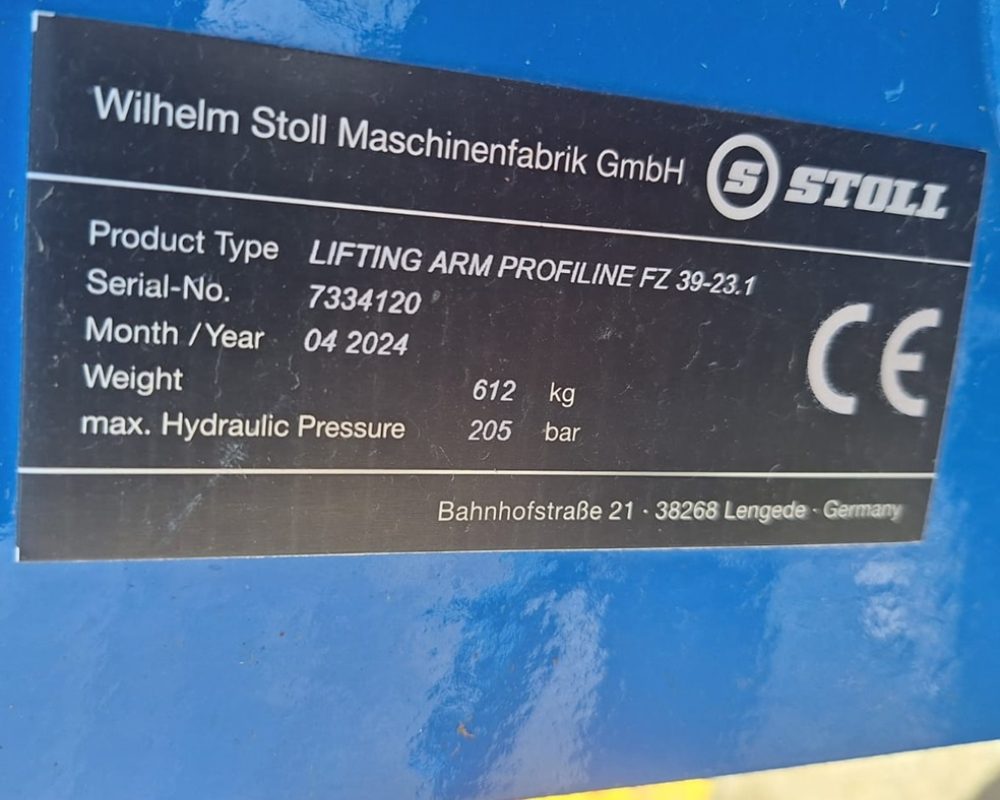 Wilhelm Stoll Maschinenfabrik GmbH S STOLL
Product Type LIFTING ARM PROFILINE FZ 39-23.1
Serial-No. 7334120
Month / Year 04 2024
Weight 612 kg
max. Hydraulic Pressure 205 bar
CE
Bahnhofstraße 21 · 38268 Lengede · Germany